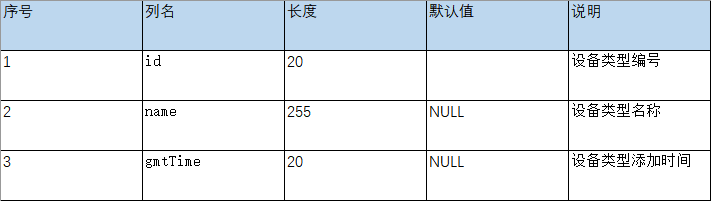 序号 列名 长度 默认值 说明
1 id 20 设备类型编号
2 name 255 NULL 设备类型名称
3 gmtTime 20 NULL 设备类型添加时间